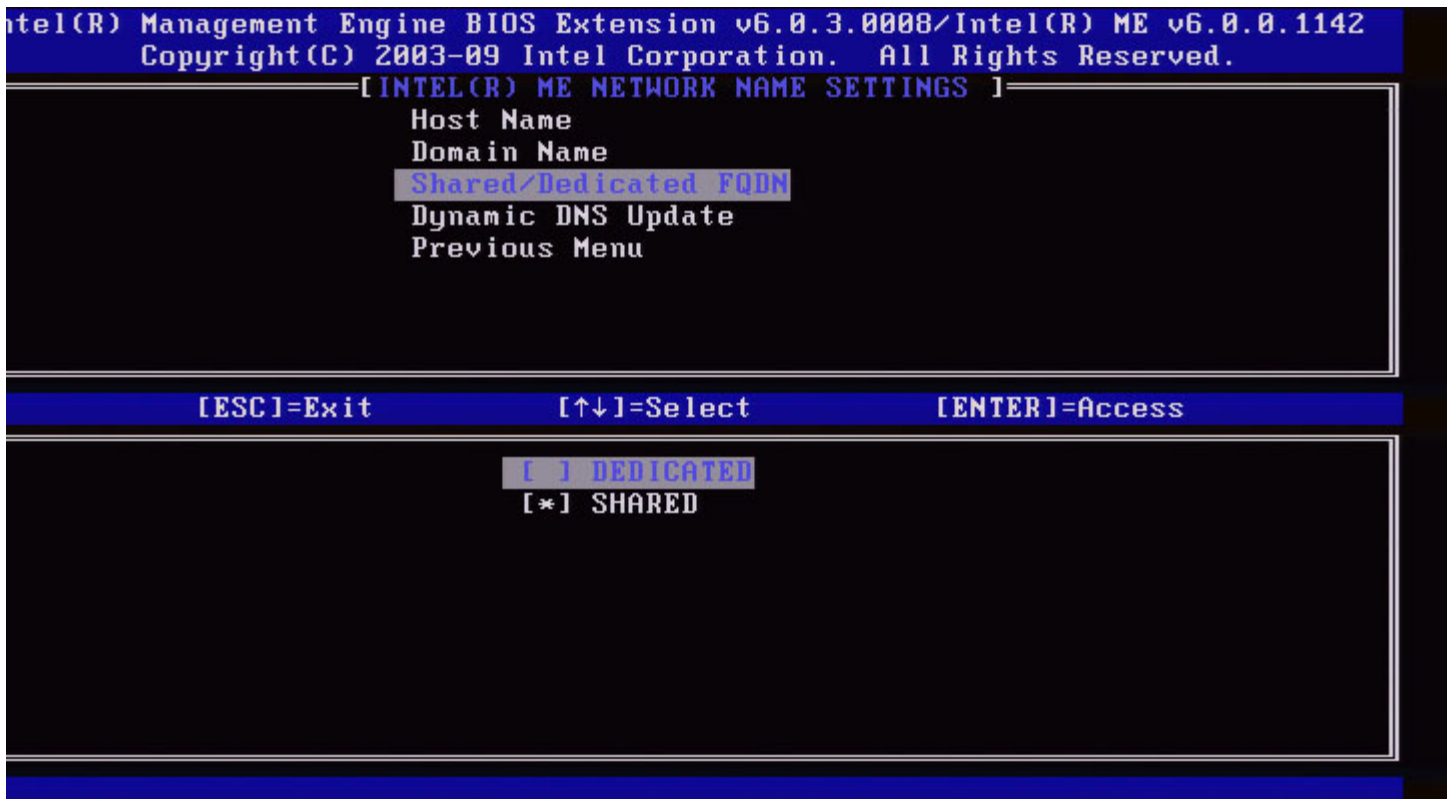 ntel(R) Management Engine BIOS Extension v6.0.3.0008/Intel(R) ME v6.0.0.1142
Copyright(C) 2003-09 Intel Corporation. All Rights Reserved.
[INTEL(R) ME NETWORK NAME SETTINGS ]
Host Name
Domain Name
Shared/Dedicated FQDN
Dynamic DNS Update
Previous Menu
[ESC]=Exit [↑↓]=Select [ENTER]=Access
[ ] DEDICATED
[*] SHARED